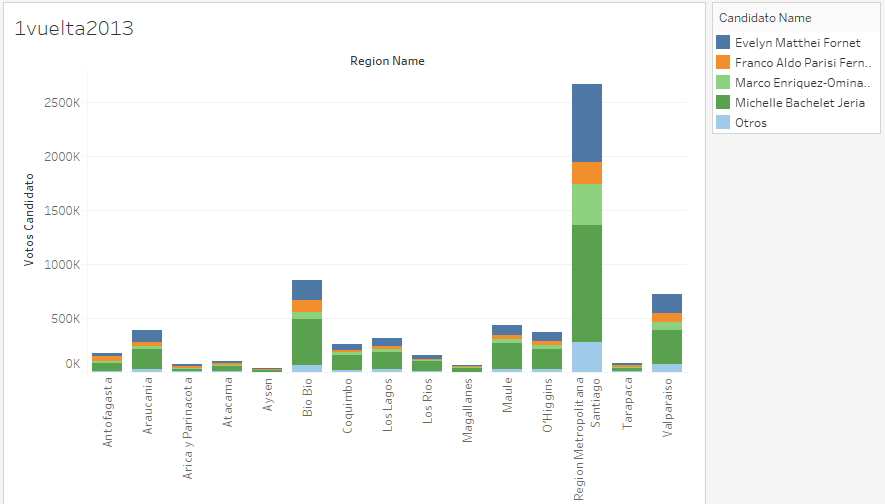 1vuelta2013
Region Name
Votos Candidato
2500K
2000K
1500K
1000K
500K
0K
Antofagasta
Araucania
Arica y Parinacota
Atacama
Aysen
Bio Bio
Coquimbo
Los Lagos
Los Rios
Magallanes
Maule
O'Higgins
Region Metropolitana
Santiago
Tarapaca
Valparaiso
Candidato Name
Evelyn Matthei Fornet
Franco Aldo Parisi Fern..
Marco Enriquez-Omina..
Michelle Bachelet Jeria
Otros